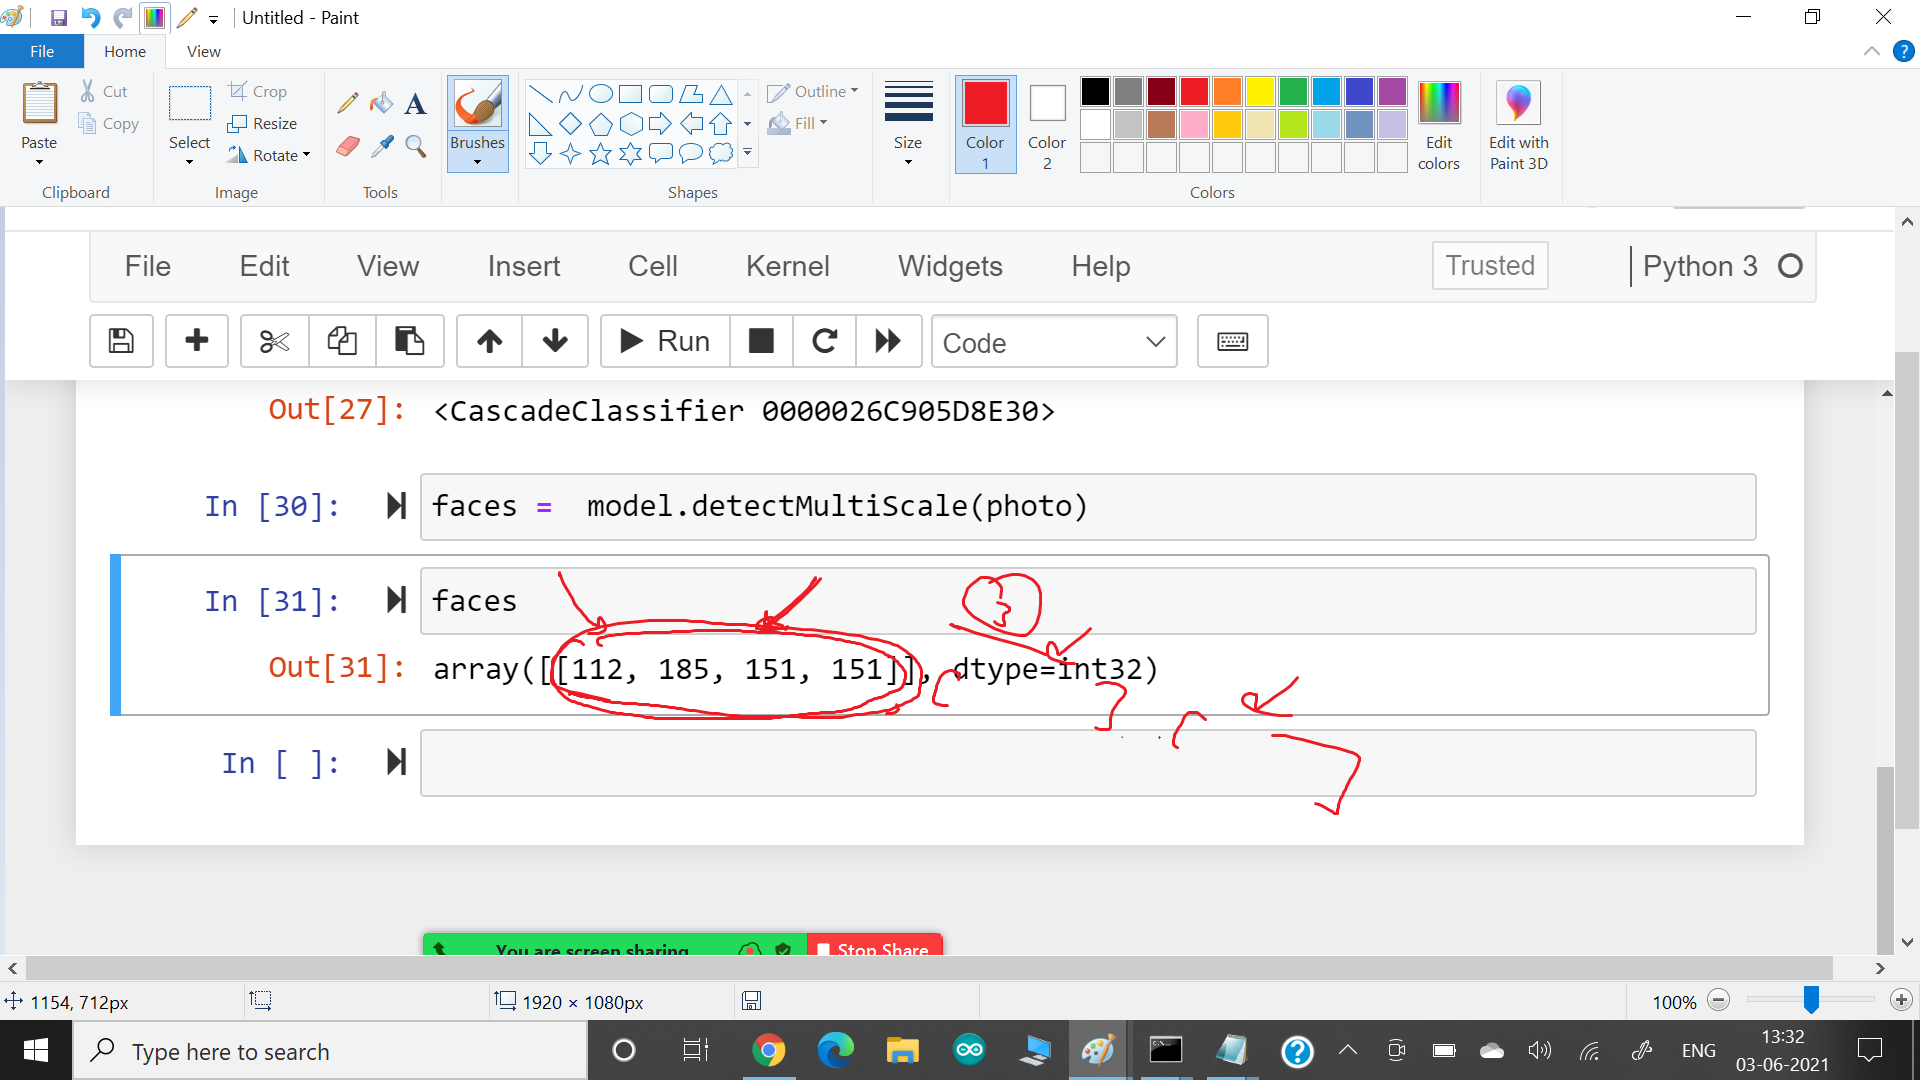 Untitled - Paint
File Home View
Paste
Cut
Copy
Clipboard
Select
Crop
Resize
Rotate
Image
A
Tools
Brushes
Shapes
Outline
Fill
Size
Color 1
Color 2
Colors
Edit colors
Edit with Paint 3D
File Edit View Insert Cell Kernel Widgets Help Trusted Python 3
Run Code
Out[27]: <CascadeClassifier 0000026C905D8E30>
In [30]: faces = model.detectMultiScale(photo)
In [31]: faces
3
Out[31]: array([[112, 185, 151, 151]], dtype=int32)
In [ ]:
You are screen sharing Stop Share
1154, 712px 1920 × 1080px 100%
Type here to search
ENG
13:32
03-06-2021